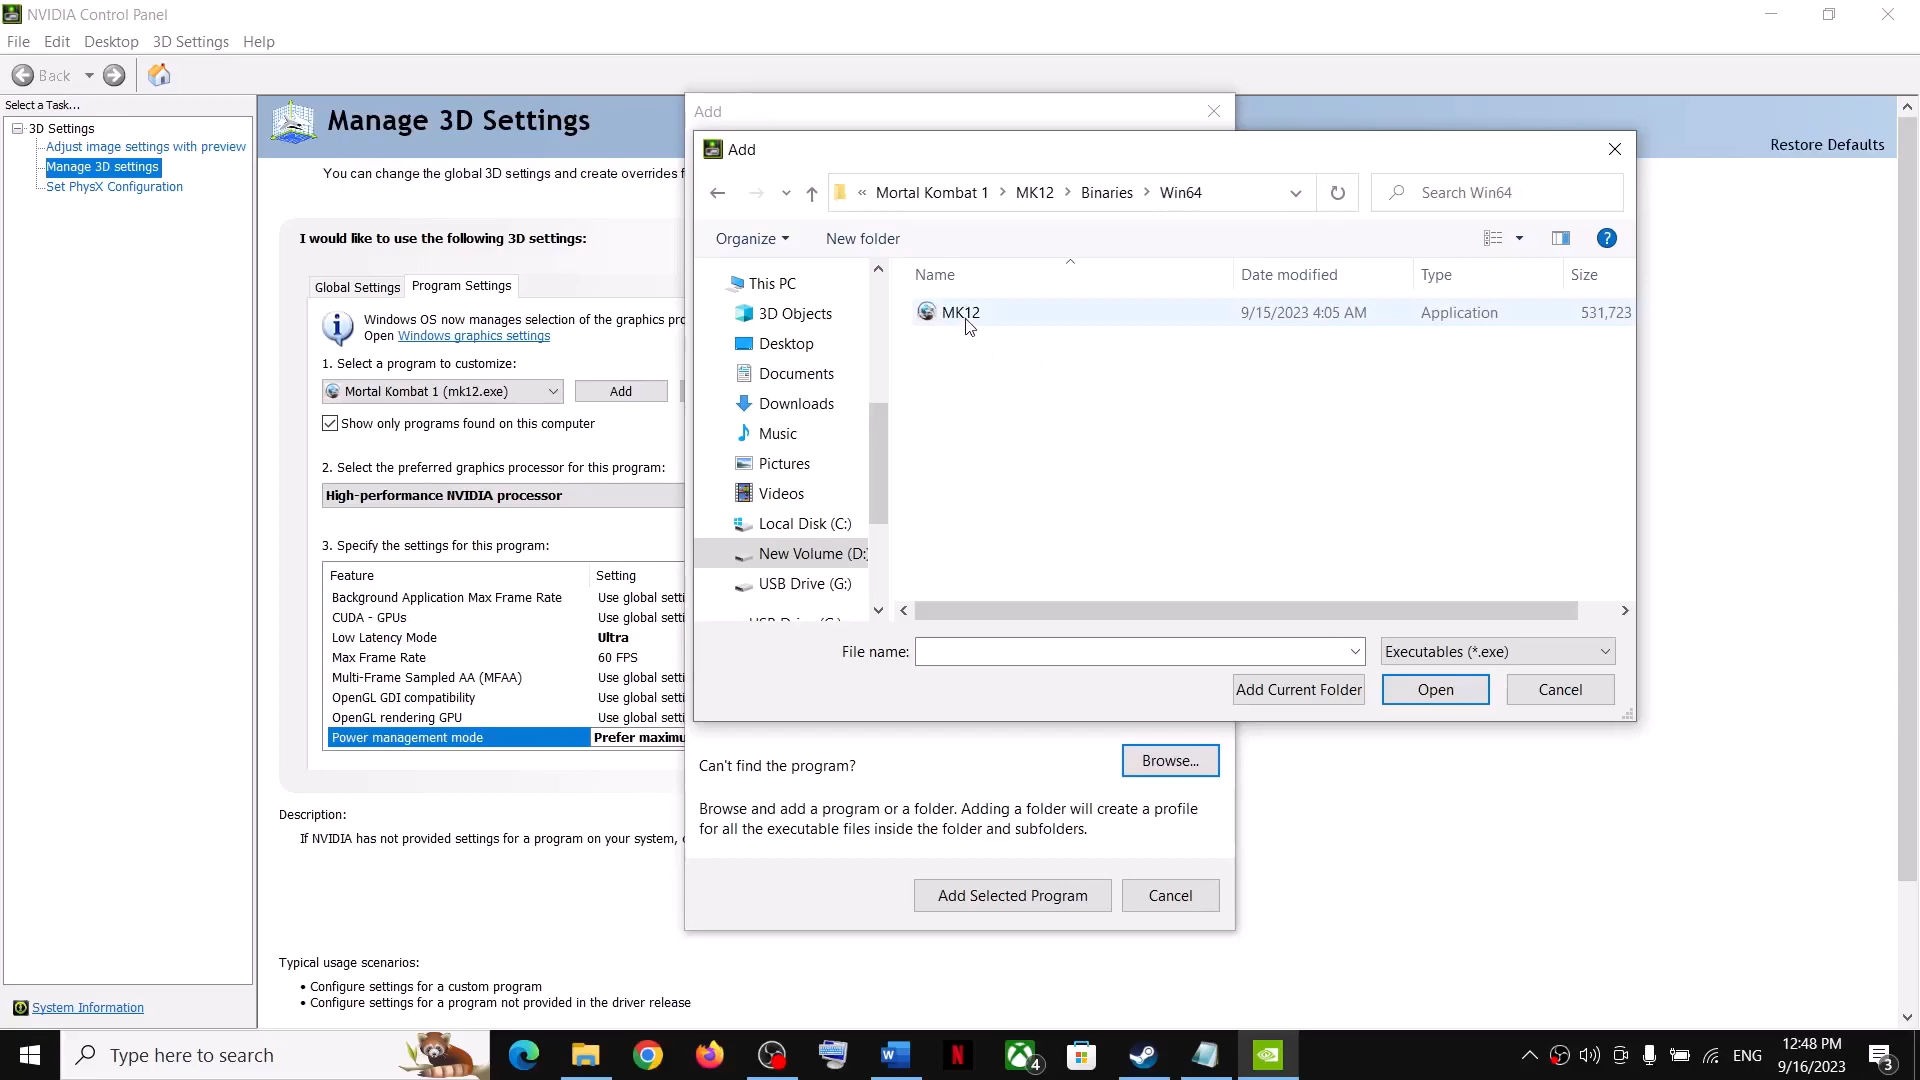 NVIDIA Control Panel
File Edit Desktop 3D Settings Help
Back
Select a Task...
3D Settings
Adjust image settings with preview
Manage 3D settings
Set PhysX Configuration
System Information
Manage 3D Settings
Restore Defaults
You can change the global 3D settings and create overrides f
I would like to use the following 3D settings:
Global Settings Program Settings
Windows OS now manages selection of the graphics pro
Open Windows graphics settings
1. Select a program to customize:
Mortal Kombat 1 (mk12.exe) Add
Show only programs found on this computer
2. Select the preferred graphics processor for this program:
High-performance NVIDIA processor
3. Specify the settings for this program:
Feature Setting
Background Application Max Frame Rate Use global setti
CUDA - GPUs Use global setti
Low Latency Mode Ultra
Max Frame Rate 60 FPS
Multi-Frame Sampled AA (MFAA) Use global setti
OpenGL GDI compatibility Use global setti
OpenGL rendering GPU Use global setti
Power management mode Prefer maximu
Description:
If NVIDIA has not provided settings for a program on your system,
Typical usage scenarios:
• Configure settings for a custom program
• Configure settings for a program not provided in the driver release
Add
Add
« Mortal Kombat 1 > MK12 > Binaries > Win64
Search Win64
Organize New folder
This PC
3D Objects
Desktop
Documents
Downloads
Music
Pictures
Videos
Local Disk (C:)
New Volume (D:)
USB Drive (G:)
Name Date modified Type Size
MK12 9/15/2023 4:05 AM Application 531,723
File name: Executables (*.exe)
Add Current Folder Open Cancel
Can't find the program? Browse...
Browse and add a program or a folder. Adding a folder will create a profile
for all the executable files inside the folder and subfolders.
Add Selected Program Cancel
Type here to search
4
ENG
12:48 PM
9/16/2023
3